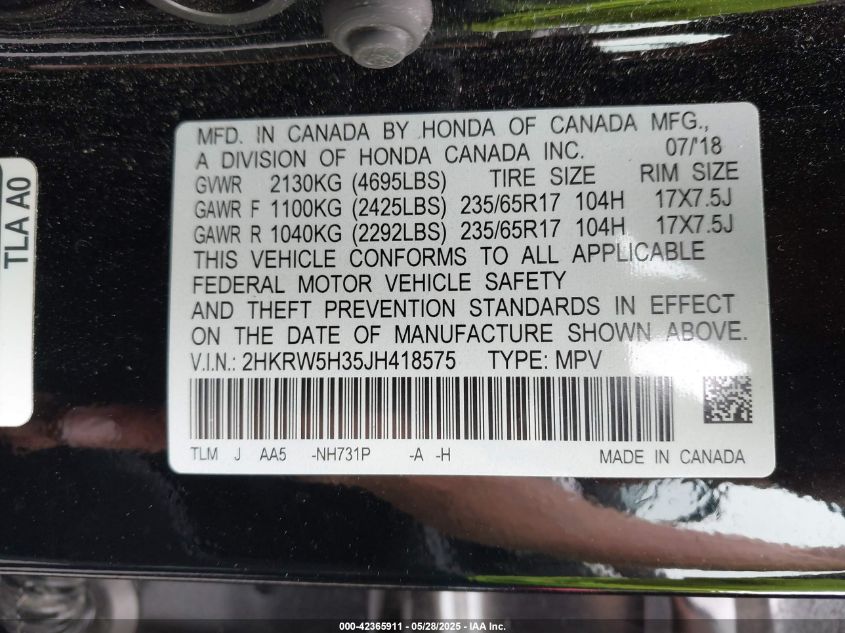 MFD. IN CANADA BY HONDA OF CANADA MFG.,
A DIVISION OF HONDA CANADA INC. 07/'18
GVWR 2130KG (4695LBS) TIRE SIZE RIM SIZE
GAWR F 1100KG (2425LBS) 235/65R17 104H 17X7.5J
GAWR R 1040KG (2292LBS) 235/65R17 104H 17X7.5J
THIS VEHICLE CONFORMS TO ALL APPLICABLE
FEDERAL MOTOR VEHICLE SAFETY
AND THEFT PREVENTION STANDARDS IN EFFECT
ON THE DATE OF MANUFACTURE SHOWN ABOVE.
V.I.N.: 2HKRW5H35JH418575 TYPE: MPV
TLM J AA5 -NH731P -A -H MADE IN CANADA
TLA A0
000-42365911 - 05/28/2025 - IAA Inc.